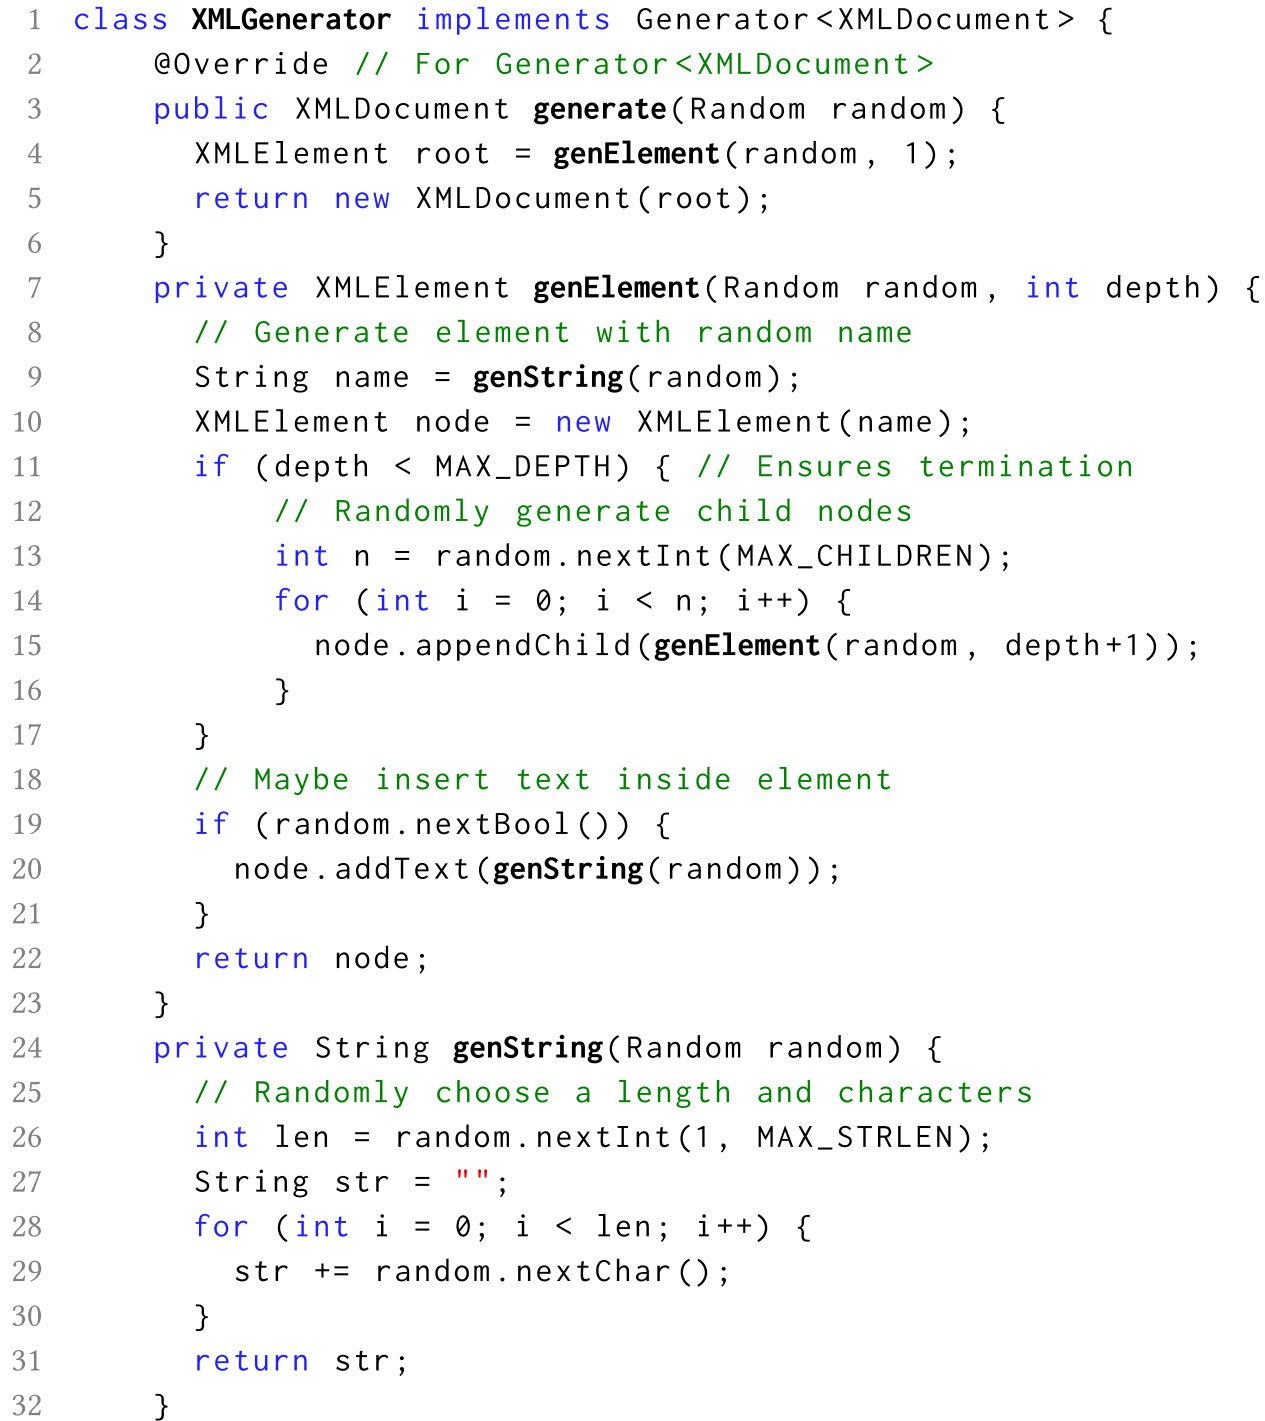 1 class XMLGenerator implements Generator<XMLDocument> {
2 @Override // For Generator<XMLDocument>
3 public XMLDocument generate(Random random) {
4 XMLElement root = genElement(random, 1);
5 return new XMLDocument(root);
6 }
7 private XMLElement genElement(Random random, int depth) {
8 // Generate element with random name
9 String name = genString(random);
10 XMLElement node = new XMLElement(name);
11 if (depth < MAX_DEPTH) { // Ensures termination
12 // Randomly generate child nodes
13 int n = random.nextInt(MAX_CHILDREN);
14 for (int i = 0; i < n; i++) {
15 node.appendChild(genElement(random, depth+1));
16 }
17 }
18 // Maybe insert text inside element
19 if (random.nextBool()) {
20 node.addText(genString(random));
21 }
22 return node;
23 }
24 private String genString(Random random) {
25 // Randomly choose a length and characters
26 int len = random.nextInt(1, MAX_STRLEN);
27 String str = "";
28 for (int i = 0; i < len; i++) {
29 str += random.nextChar();
30 }
31 return str;
32 }